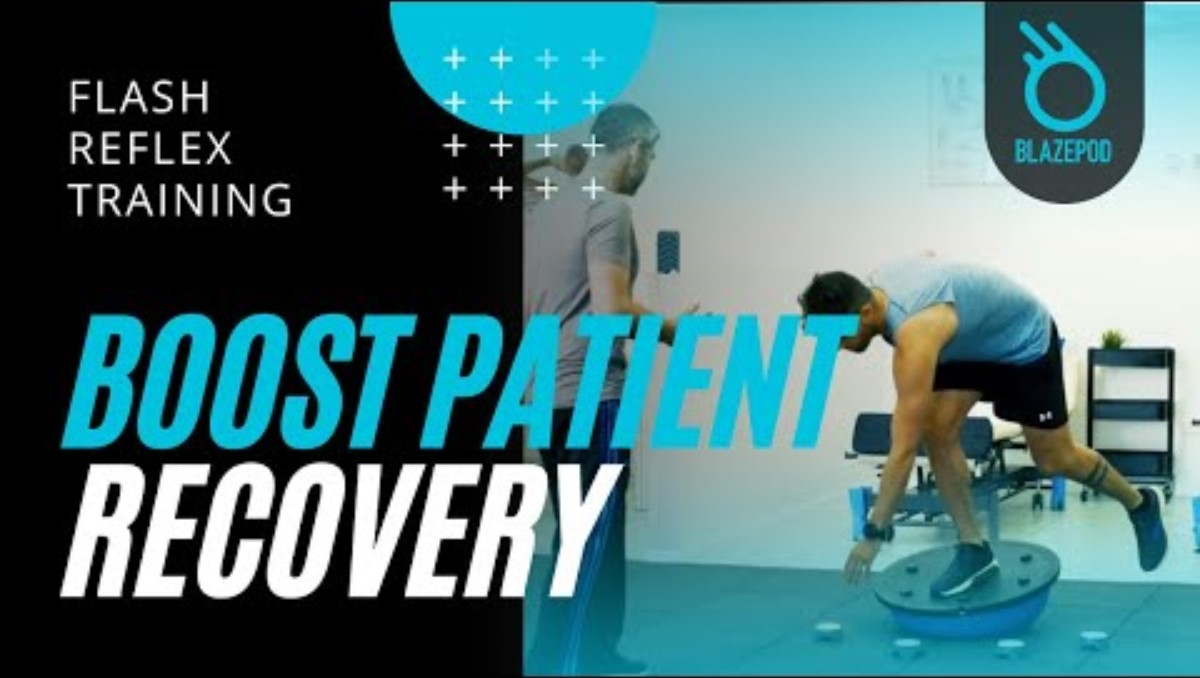 FLASH
REFLEX
TRAINING
BLAZEPOD
BOOST PATIENT
RECOVERY